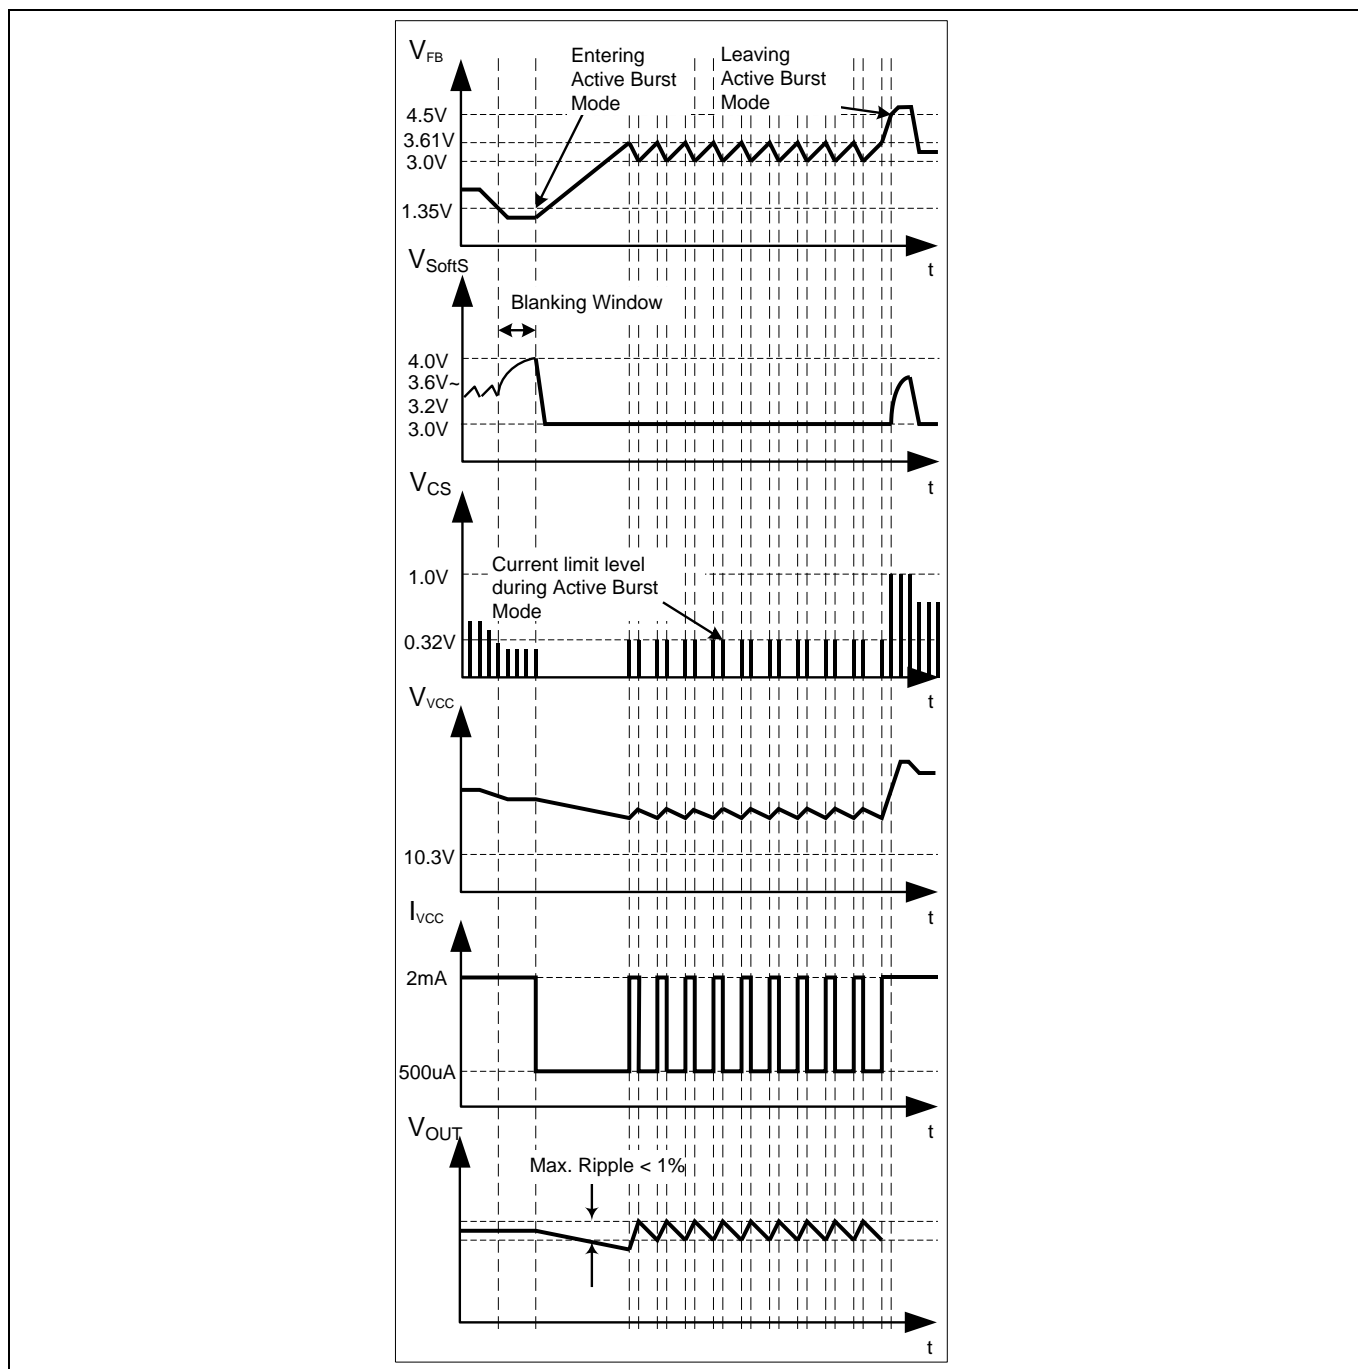 V_FB
Entering
Active Burst
Mode
Leaving
Active Burst
Mode
4.5V
3.61V
3.0V
1.35V
t
V_SoftS
Blanking Window
4.0V
3.6V~
3.2V
3.0V
t
V_CS
Current limit level
during Active Burst
Mode
1.0V
0.32V
t
V_VCC
10.3V
t
I_VCC
2mA
500uA
t
V_OUT
Max. Ripple < 1%
t